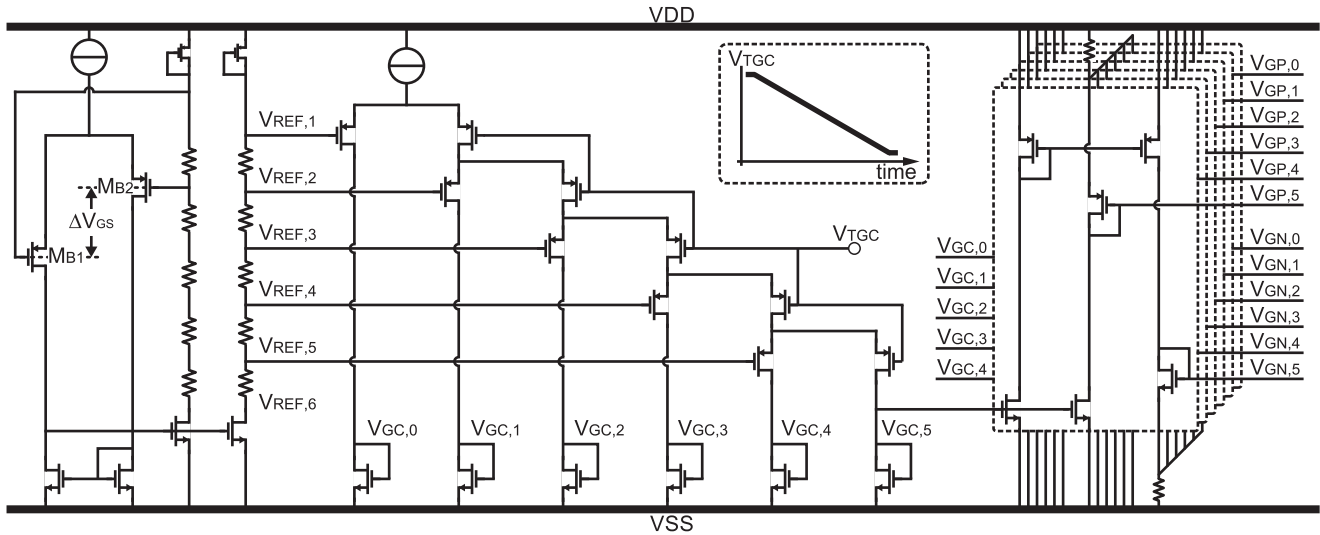 VDD
VTGC
time
VREF,1
VREF,2
VREF,3
VREF,4
VREF,5
VREF,6
MB2
ΔVGS
MB1
VTGC
VGC,0
VGC,1
VGC,2
VGC,3
VGC,4
VGC,5
VGC,0
VGC,1
VGC,2
VGC,3
VGC,4
VGP,0
VGP,1
VGP,2
VGP,3
VGP,4
VGP,5
VGN,0
VGN,1
VGN,2
VGN,3
VGN,4
VGN,5
VSS